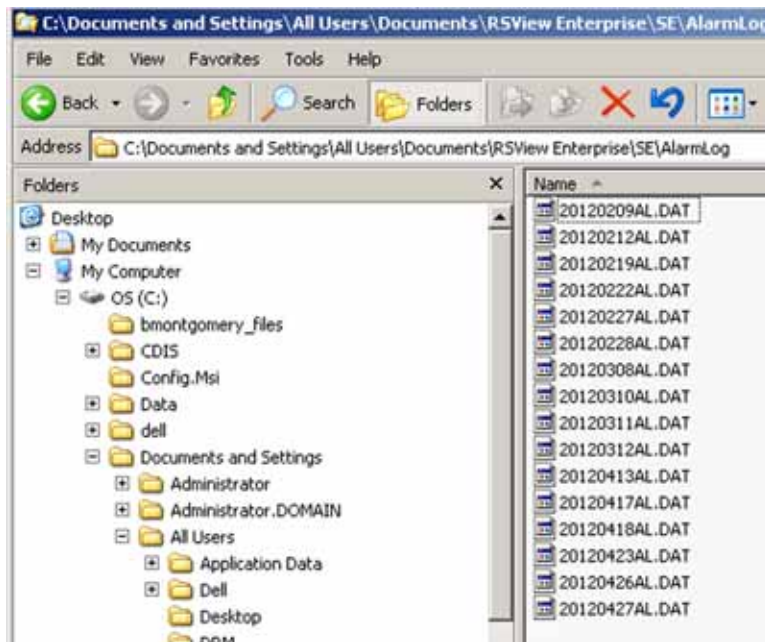 C:\Documents and Settings\All Users\Documents\RSView Enterprise\SE\AlarmLog
File Edit View Favorites Tools Help
Back Search Folders
Address C:\Documents and Settings\All Users\Documents\RSView Enterprise\SE\AlarmLog
Folders
Desktop
My Documents
My Computer
OS (C:)
bmontgomery_files
CDIS
Config.Msi
Data
dell
Documents and Settings
Administrator
Administrator.DOMAIN
All Users
Application Data
Dell
Desktop
DRM
Name
20120209AL.DAT
20120212AL.DAT
20120219AL.DAT
20120222AL.DAT
20120227AL.DAT
20120228AL.DAT
20120308AL.DAT
20120310AL.DAT
20120311AL.DAT
20120312AL.DAT
20120413AL.DAT
20120417AL.DAT
20120418AL.DAT
20120423AL.DAT
20120426AL.DAT
20120427AL.DAT